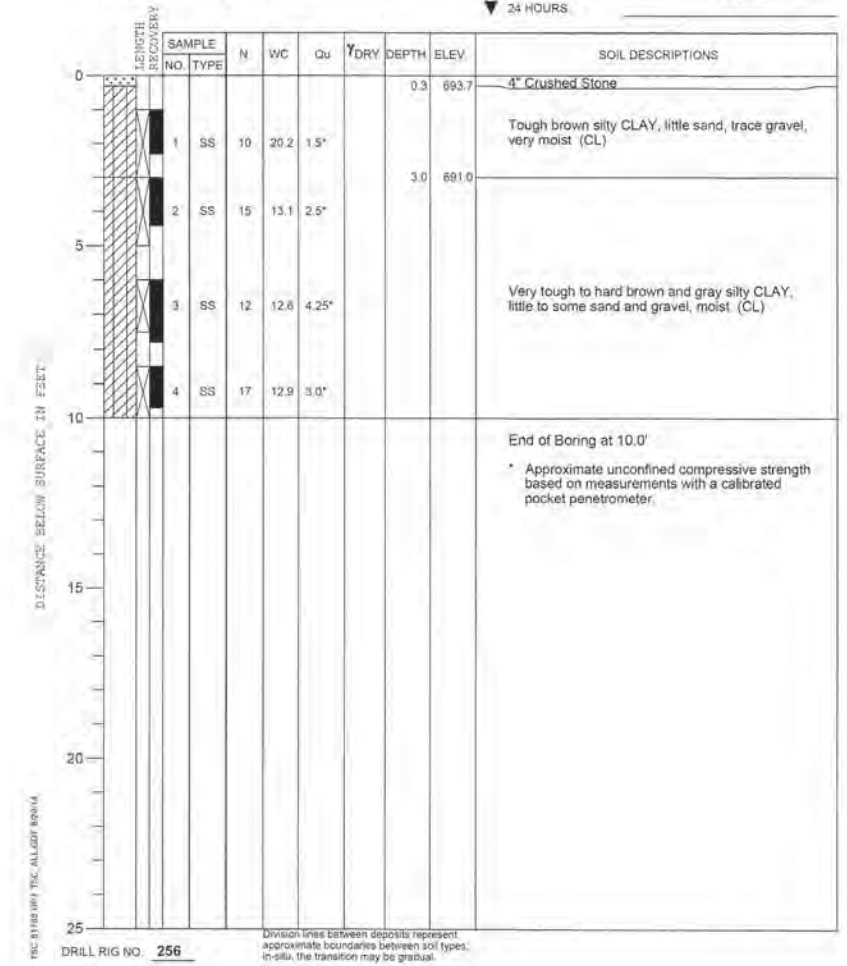 ▼ 24 HOURS
LENGTH
RECOVERY
SAMPLE
NO. TYPE
N WC Qu γDRY DEPTH ELEV. SOIL DESCRIPTIONS
0
0.3 693.7 4" Crushed Stone
Tough brown silty CLAY, little sand, trace gravel,
very moist (CL)
1 SS 10 20.2 1.5*
3.0 691.0
2 SS 15 13.1 2.5*
5
Very tough to hard brown and gray silty CLAY,
little to some sand and gravel, moist (CL)
3 SS 12 12.8 4.25*
4 SS 17 12.9 3.0*
10
End of Boring at 10.0'
* Approximate unconfined compressive strength
based on measurements with a calibrated
pocket penetrometer.
15
20
25
DISTANCE BELOW SURFACE IN FEET
TSC TSC_ALL.GDT
DRILL RIG NO. 256
Division lines between deposits represent
approximate boundaries between soil types;
in-situ, the transition may be gradual.